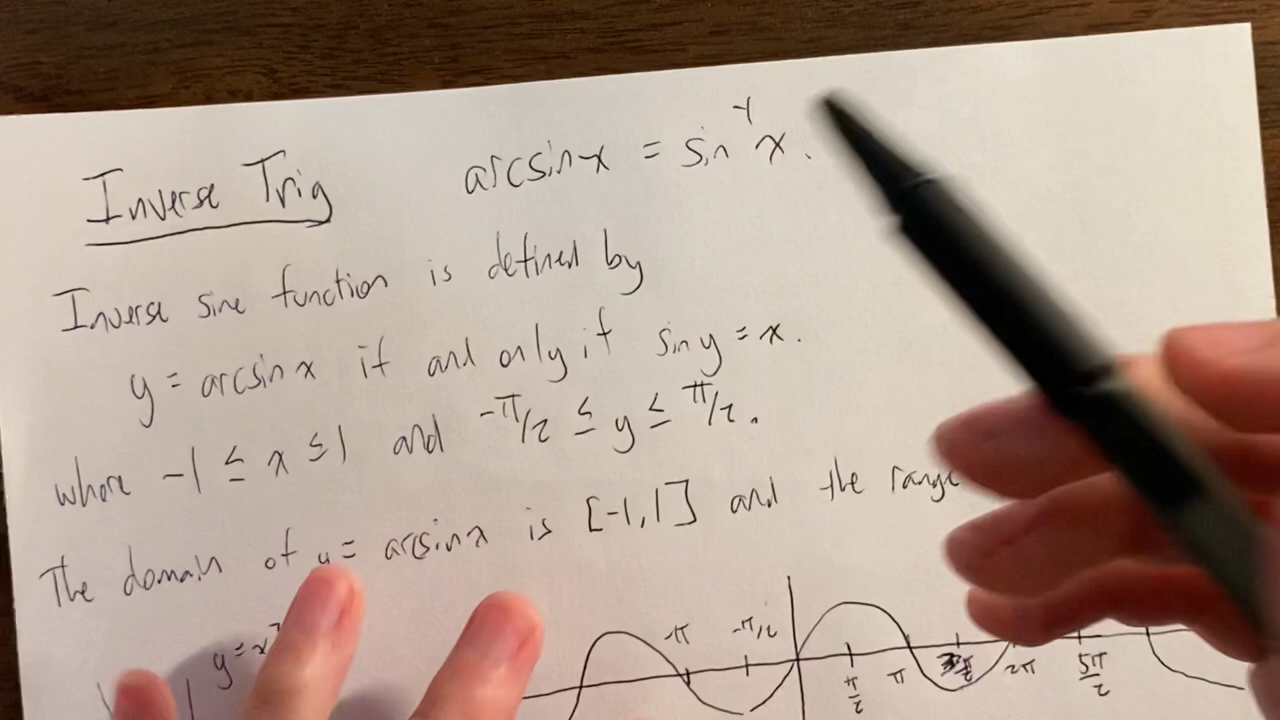 Inverse Trig arcsin x = sin⁻¹ x.
Inverse sine function is defined by
y = arcsin x if and only if sin y = x.
where -1 ≤ x ≤ 1 and -π/2 ≤ y ≤ π/2.
The domain of y = arcsin x is [-1,1] and the range
y = x
-π -π/2 π/2 π 2π 5π/2